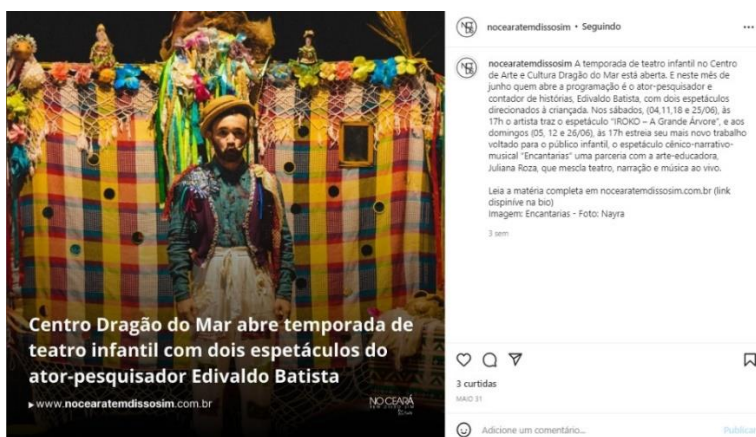 Centro Dragão do Mar abre temporada de
teatro infantil com dois espetáculos do
ator-pesquisador Edivaldo Batista
www.nocearatemdissosim.com.br
NO CEARÁ
nocearatemdissosim • Seguindo
nocearatemdissosim A temporada de teatro infantil no Centro
de Arte e Cultura Dragão do Mar está aberta. E neste mês de
junho quem abre a programação é o ator-pesquisador e
contador de histórias, Edivaldo Batista, com dois espetáculos
direcionados à criançada. Nos sábados, (04,11,18 e 25/06), às
17h o artista traz o espetáculo "IROKO – A Grande Árvore", e aos
domingos (05, 12 e 26/06), às 17h estreia seu mais novo trabalho
voltado para o público infantil, o espetáculo cênico-narrativo-
musical "Encantarias" uma parceria com a arte-educadora,
Juliana Roza, que mescla teatro, narração e música ao vivo.
Leia a matéria completa em nocearatemdissosim.com.br (link
dispiníve na bio)
Imagem: Encantarias - Foto: Nayra
3 sem
3 curtidas
MAIO 31
Adicione um comentário...
Publicar